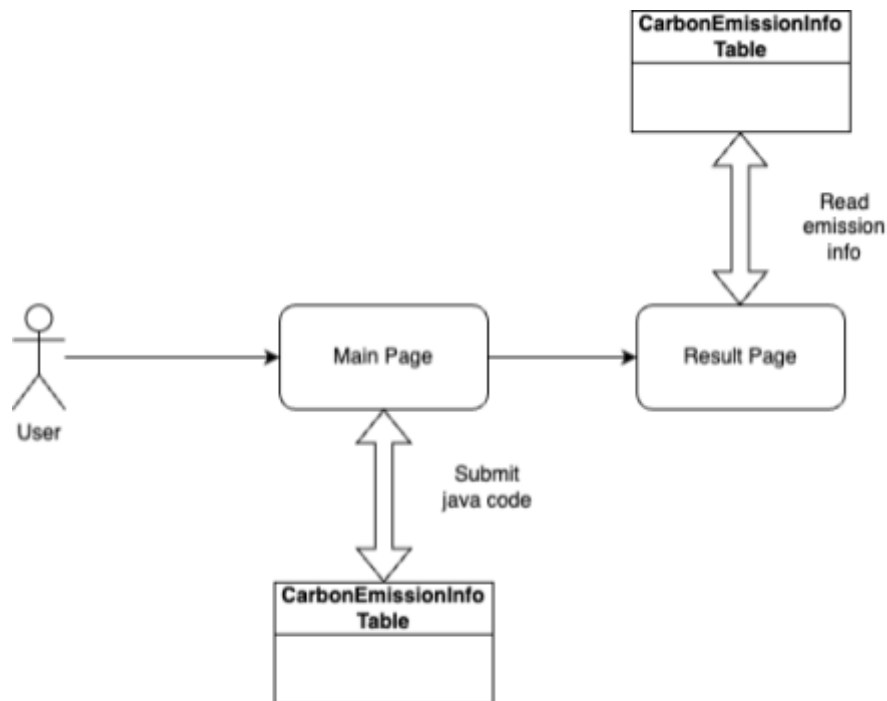 CarbonEmissionInfo
Table
Read
emission
info
Main Page
Result Page
User
Submit
java code
CarbonEmissionInfo
Table